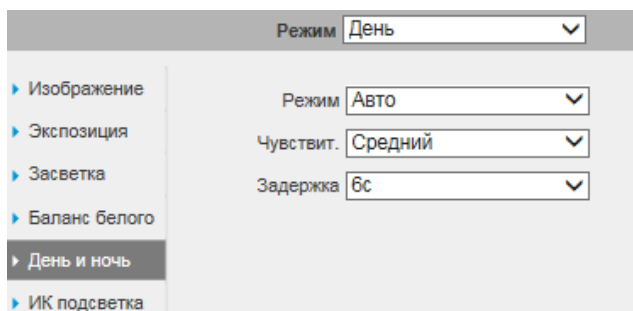 Режим День
Изображение
Режим Авто
Экспозиция
Чувствит. Средний
Засветка
Задержка 6с
Баланс белого
День и ночь
ИК подсветка